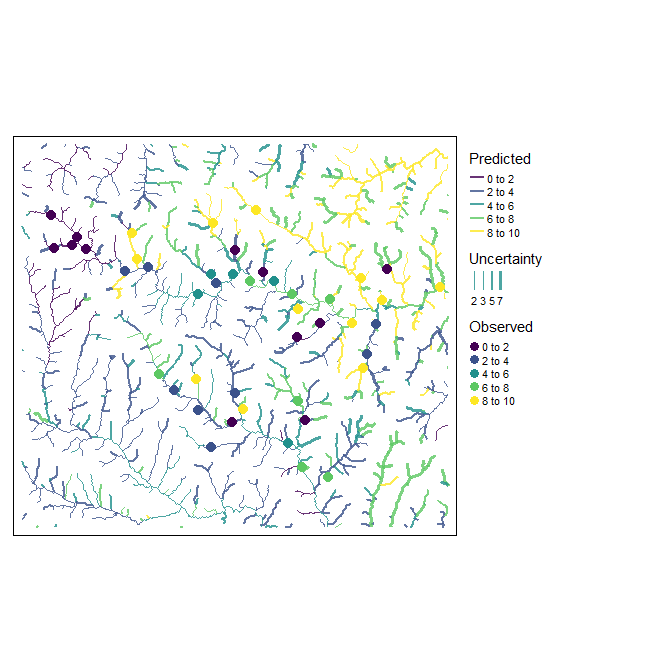 Predicted
0 to 2
2 to 4
4 to 6
6 to 8
8 to 10
Uncertainty
2 3 5 7
Observed
0 to 2
2 to 4
4 to 6
6 to 8
8 to 10